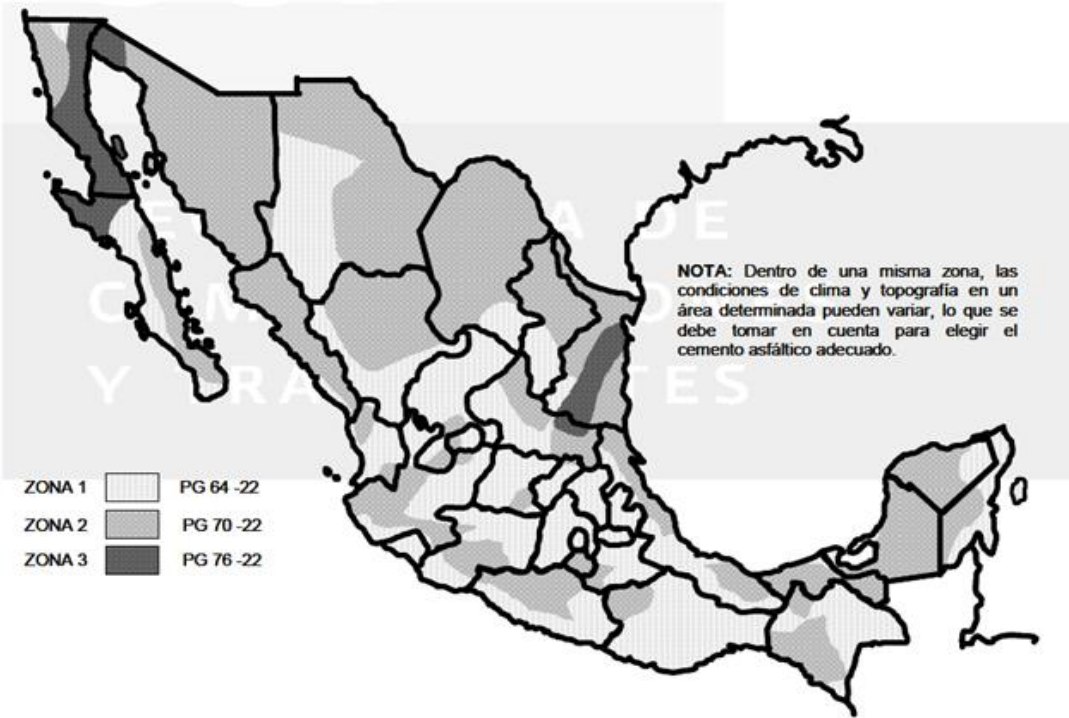 NOTA: Dentro de una misma zona, las
condiciones de clima y topografía en un
área determinada pueden variar, lo que se
debe tomar en cuenta para elegir el
cemento asfáltico adecuado.
ZONA 1 PG 64 -22
ZONA 2 PG 70 -22
ZONA 3 PG 76 -22